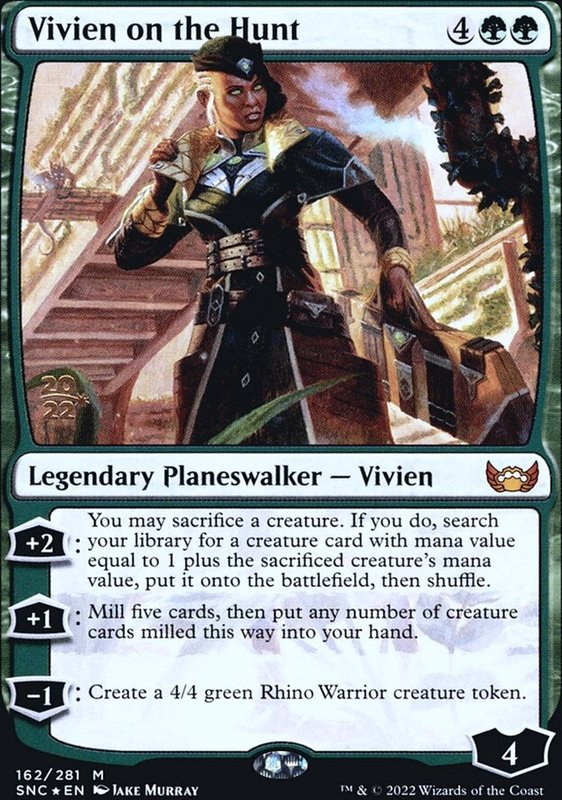 Vivien on the Hunt 4
20
22
Legendary Planeswalker — Vivien
You may sacrifice a creature. If you do, search
+2 : your library for a creature card with mana value
equal to 1 plus the sacrificed creature's mana
value, put it onto the battlefield, then shuffle.
+1 : Mill five cards, then put any number of creature
cards milled this way into your hand.
−1 : Create a 4/4 green Rhino Warrior creature token.
4
162/281 M
SNC ★ EN Jake Murray
™ & © 2022 Wizards of the Coast